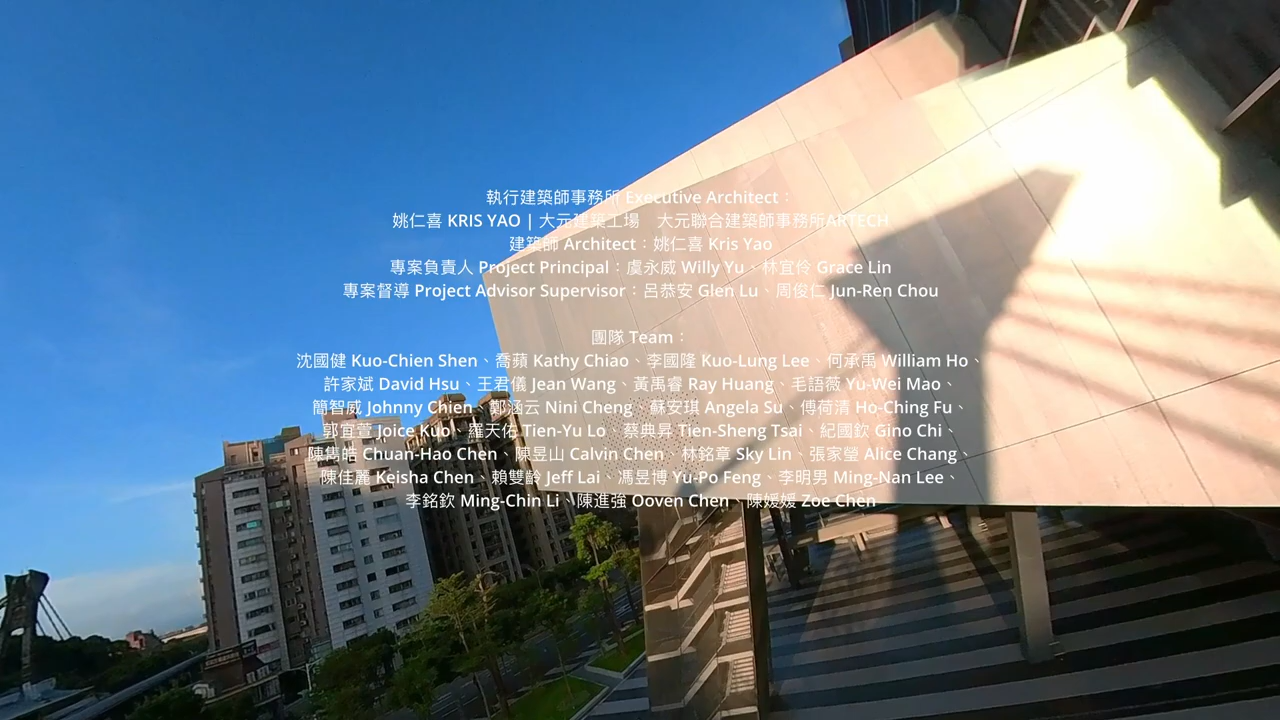 執行建築師事務所 Executive Architect：
姚仁喜 KRIS YAO | 大元建築工場　大元聯合建築師事務所ARTECH
建築師 Architect：姚仁喜 Kris Yao
專案負責人 Project Principal：虞永威 Willy Yu、林宜伶 Grace Lin
專案督導 Project Advisor Supervisor：呂恭安 Glen Lu、周俊仁 Jun-Ren Chou
團隊 Team：
沈國健 Kuo-Chien Shen、喬蘋 Kathy Chiao、李國隆 Kuo-Lung Lee、何承禹 William Ho、
許家斌 David Hsu、王君儀 Jean Wang、黃禹睿 Ray Huang、毛語薇 Yu-Wei Mao、
簡智威 Johnny Chien、鄭涵云 Nini Cheng、蘇安琪 Angela Su、傅荷清 Ho-Ching Fu、
郭宜萱 Joice Kuo、羅天佑 Tien-Yu Lo、蔡典昇 Tien-Sheng Tsai、紀國欽 Gino Chi、
陳雋皓 Chuan-Hao Chen、陳昱山 Calvin Chen、林銘章 Sky Lin、張家瑩 Alice Chang、
陳佳麗 Keisha Chen、賴雙齡 Jeff Lai、馮昱博 Yu-Po Feng、李明男 Ming-Nan Lee、
李銘欽 Ming-Chin Li、陳進強 Ooven Chen、陳媛媛 Zoe Chen